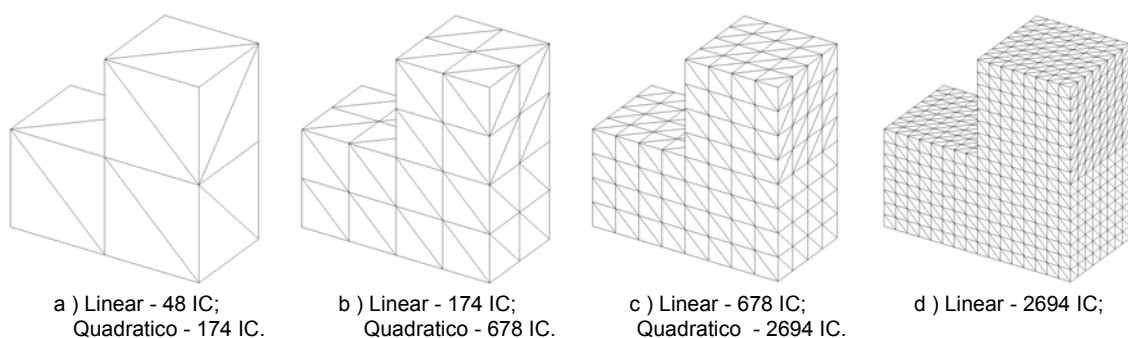 a ) Linear - 48 IC;
Quadratico - 174 IC.
b ) Linear - 174 IC;
Quadratico - 678 IC.
c ) Linear - 678 IC;
Quadratico - 2694 IC.
d ) Linear - 2694 IC;